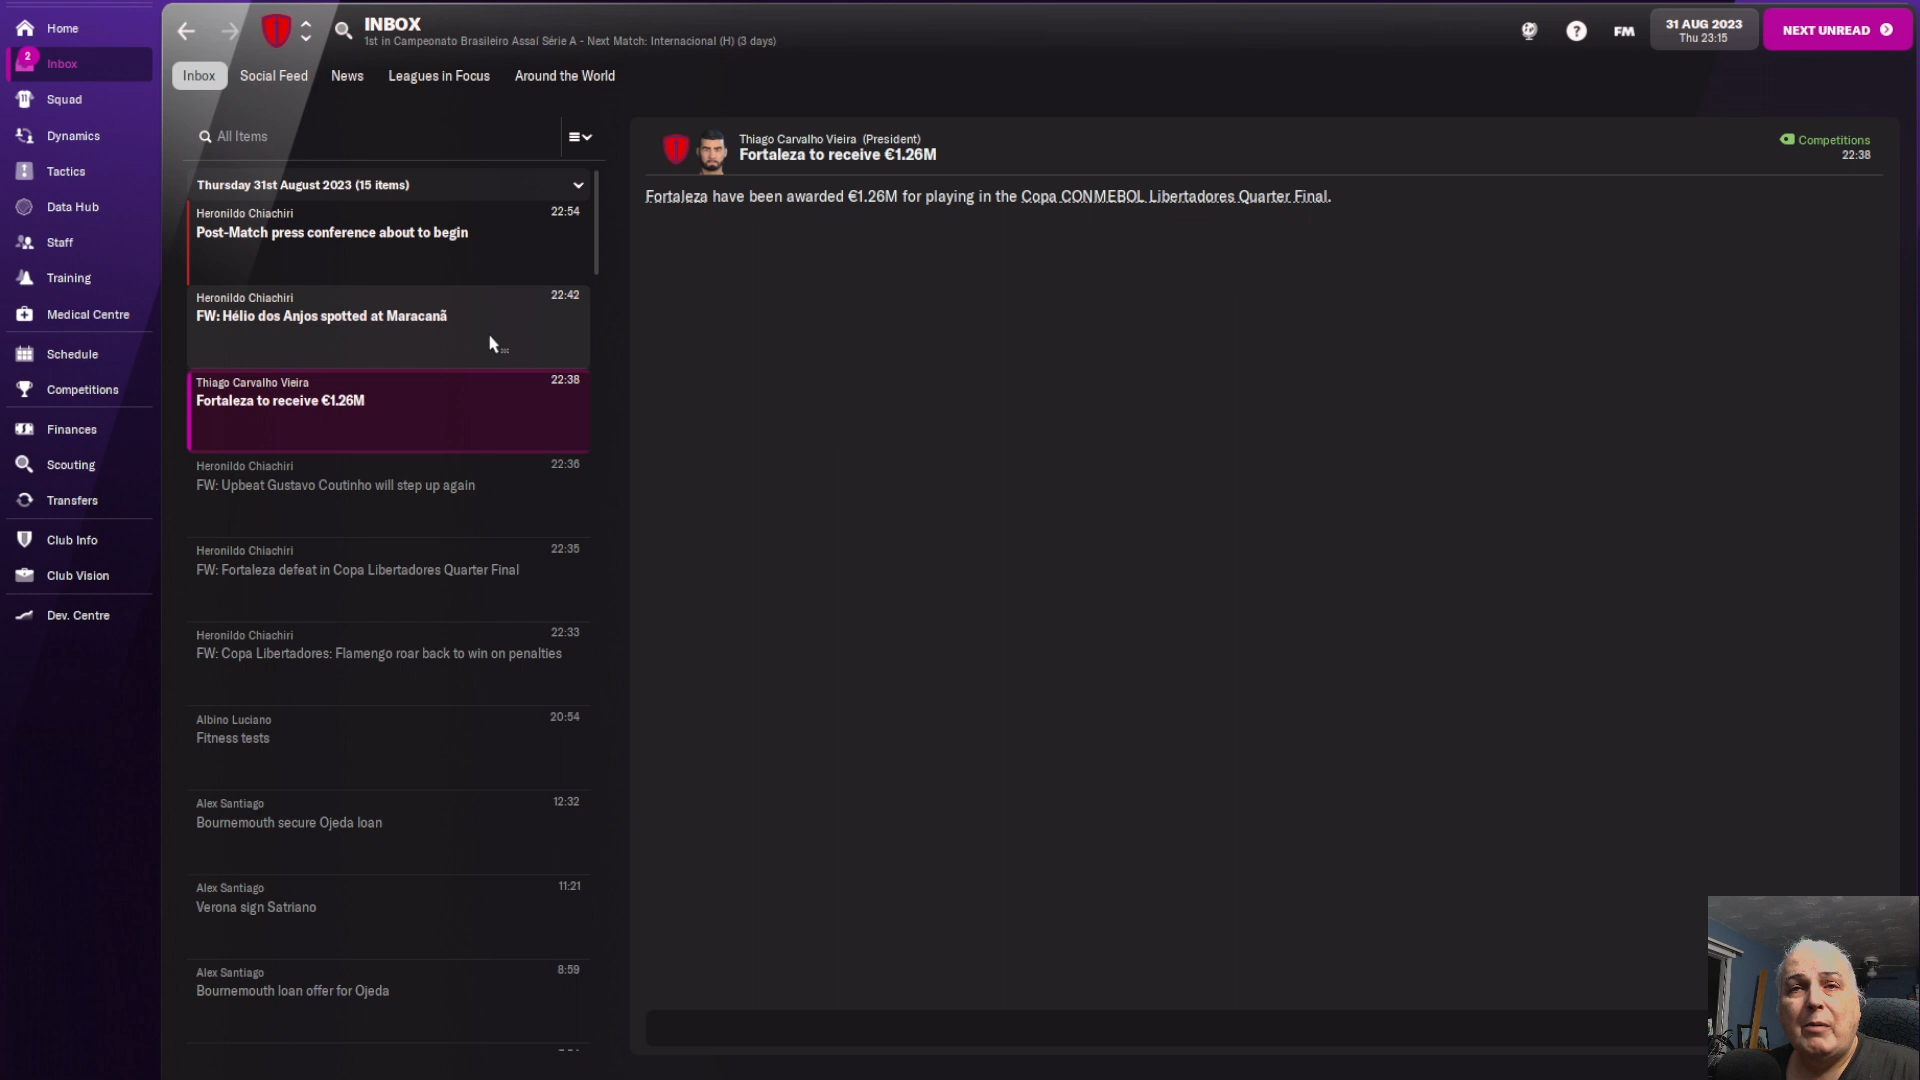 Home
2
Inbox
Squad
Dynamics
Tactics
Data Hub
Staff
Training
Medical Centre
Schedule
Competitions
Finances
Scouting
Transfers
Club Info
Club Vision
Dev. Centre
INBOX
1st in Campeonato Brasileiro Assaí Série A - Next Match: Internacional (H) (3 days)
?
FM
31 AUG 2023
Thu 23:15
NEXT UNREAD
Inbox
Social Feed
News
Leagues in Focus
Around the World
All Items
Thursday 31st August 2023 (15 items)
Heronildo Chiachiri 22:54
Post-Match press conference about to begin
Heronildo Chiachiri 22:42
FW: Hélio dos Anjos spotted at Maracanã
Thiago Carvalho Vieira 22:38
Fortaleza to receive €1.26M
Heronildo Chiachiri 22:36
FW: Upbeat Gustavo Coutinho will step up again
Heronildo Chiachiri 22:35
FW: Fortaleza defeat in Copa Libertadores Quarter Final
Heronildo Chiachiri 22:33
FW: Copa Libertadores: Flamengo roar back to win on penalties
Albino Luciano 20:54
Fitness tests
Alex Santiago 12:32
Bournemouth secure Ojeda loan
Alex Santiago 11:21
Verona sign Satriano
Alex Santiago 8:59
Bournemouth loan offer for Ojeda
Thiago Carvalho Vieira (President)
Fortaleza to receive €1.26M
Competitions
22:38
Fortaleza have been awarded €1.26M for playing in the Copa CONMEBOL Libertadores Quarter Final.